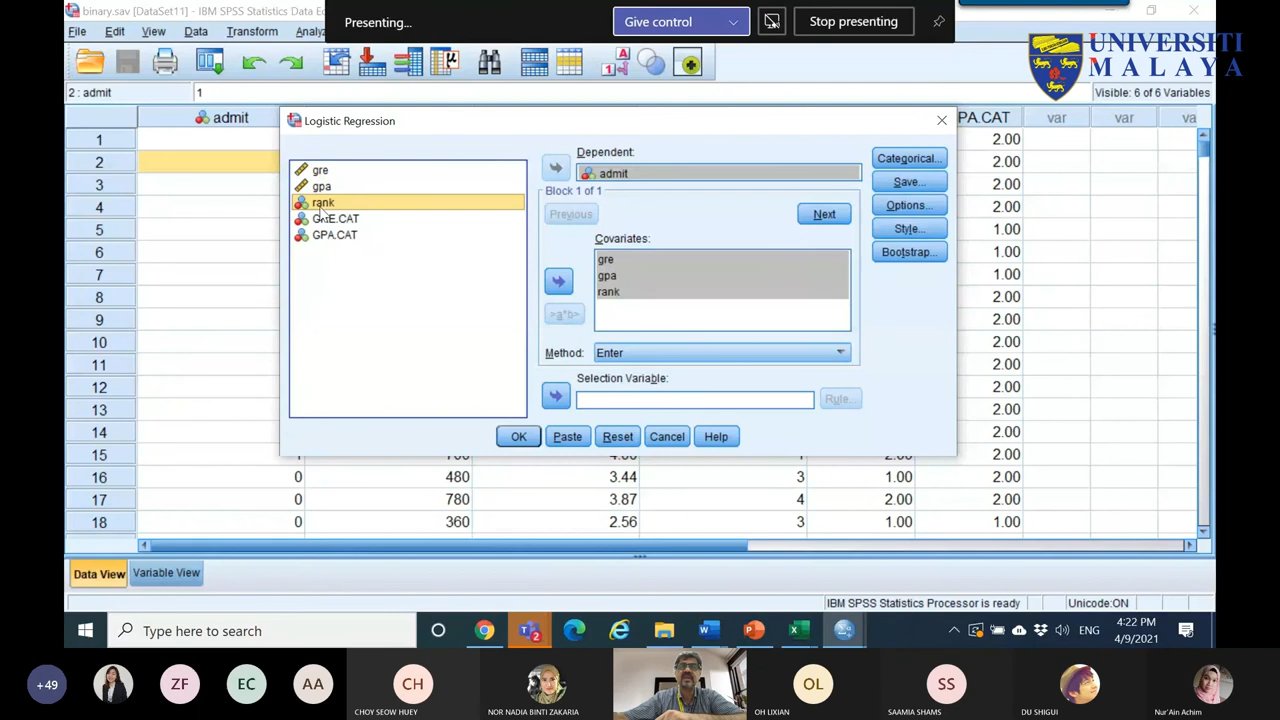 binary.sav [DataSet11] - IBM SPSS Statistics Data Edi
Presenting...
Give control
Stop presenting
File Edit View Data Transform Analy
UNIVERSITI
MALAYA
2 : admit 1 Visible: 6 of 6 Variables
admit PA.CAT var var va
Logistic Regression
gre
gpa
rank
GRE.CAT
GPA.CAT
Dependent:
admit
Block 1 of 1
Previous Next
Covariates:
gre
gpa
rank
>a*b>
Method: Enter
Selection Variable:
Rule...
Categorical...
Save...
Options...
Style...
Bootstrap...
OK Paste Reset Cancel Help
1 2.00
2 2.00
3 2.00
4 2.00
5 1.00
6 2.00
7 1.00
8 2.00
9 2.00
10 2.00
11 2.00
12 2.00
13 2.00
14 2.00
15 2.00
16 0 480 3.44 3 1.00 2.00
17 0 780 3.87 4 2.00 2.00
18 0 360 2.56 3 1.00 1.00
Data View Variable View
IBM SPSS Statistics Processor is ready Unicode:ON
Type here to search
2
ENG
4:22 PM
4/9/2021
+49 ZF EC AA CH OL SS
CHOY SEOW HUEY NOR NADIA BINTI ZAKARIA OH LIXIAN SAAMIA SHAMS DU SHIGUI Nur'Ain Achim